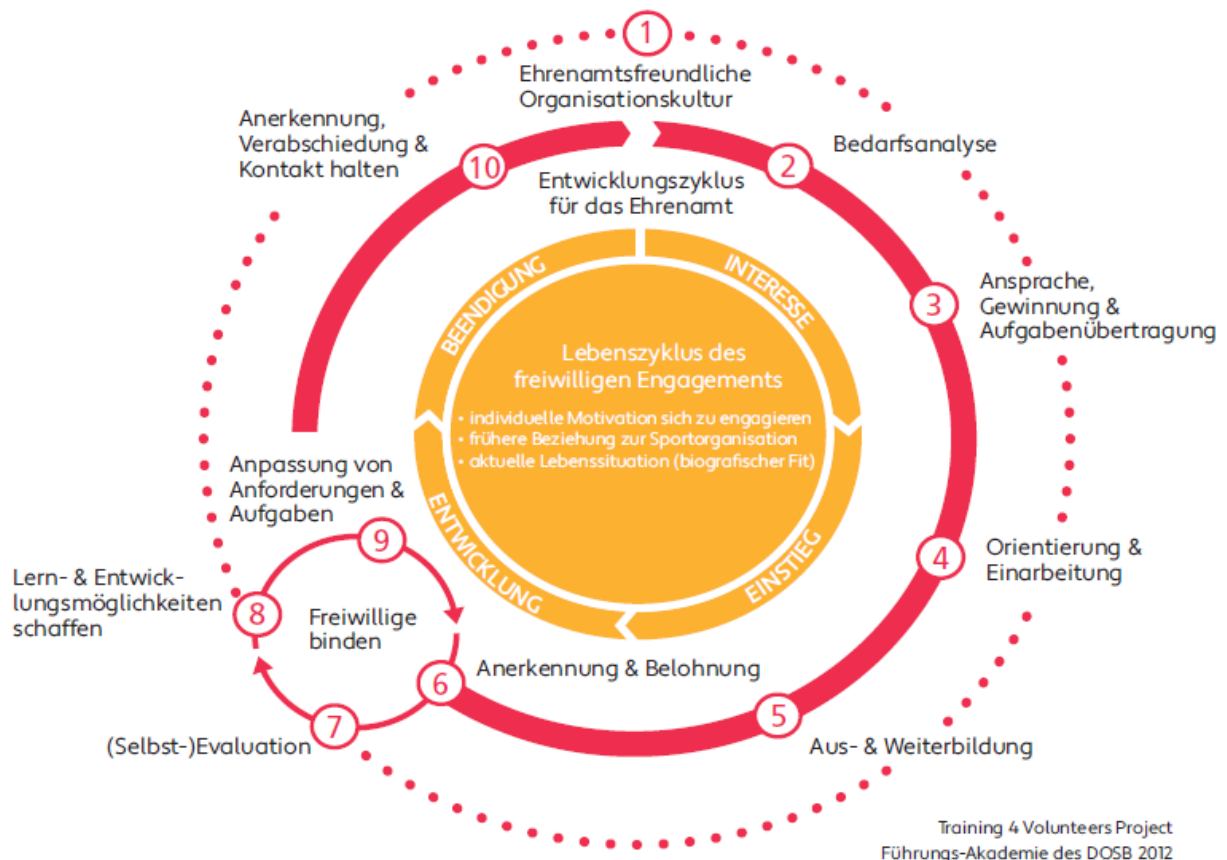 1
Ehrenamtsfreundliche
Organisationskultur
Anerkennung,
Verabschiedung &
Kontakt halten
10
2
Bedarfsanalyse
Entwicklungszyklus
für das Ehrenamt
BEENDIGUNG
INTERESSE
3
Ansprache,
Gewinnung &
Aufgabenübertragung
Lebenszyklus des
freiwilligen Engagements
• individuelle Motivation sich zu engagieren
• frühere Beziehung zur Sportorganisation
• aktuelle Lebenssituation (biografischer Fit)
Anpassung von
Anforderungen &
Aufgaben
9
ENTWICKLUNG
EINSTIEG
4
Orientierung &
Einarbeitung
Lern- & Entwick-
lungsmöglichkeiten
schaffen
8
Freiwillige
binden
6
Anerkennung & Belohnung
7
(Selbst-)Evaluation
5
Aus- & Weiterbildung
Training 4 Volunteers Project
Führungs-Akademie des DOSB 2012